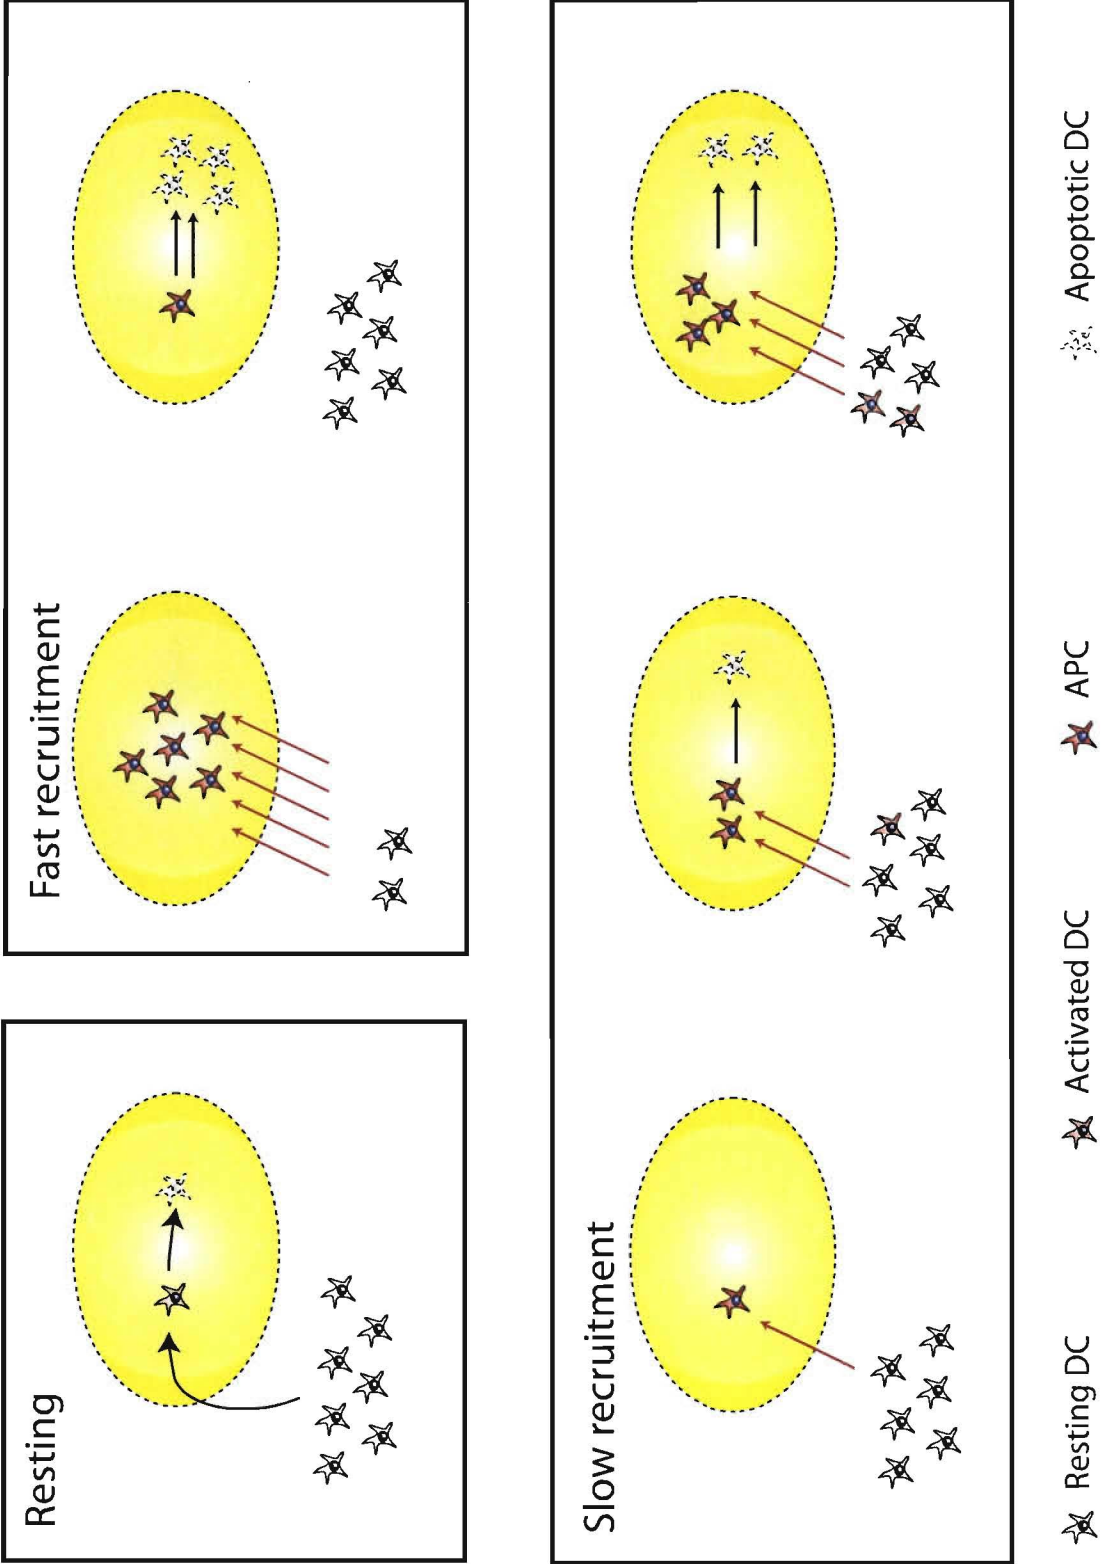 Resting
Fast recruitment
Slow recruitment
Resting DC
Activated DC
APC
Apoptotic DC